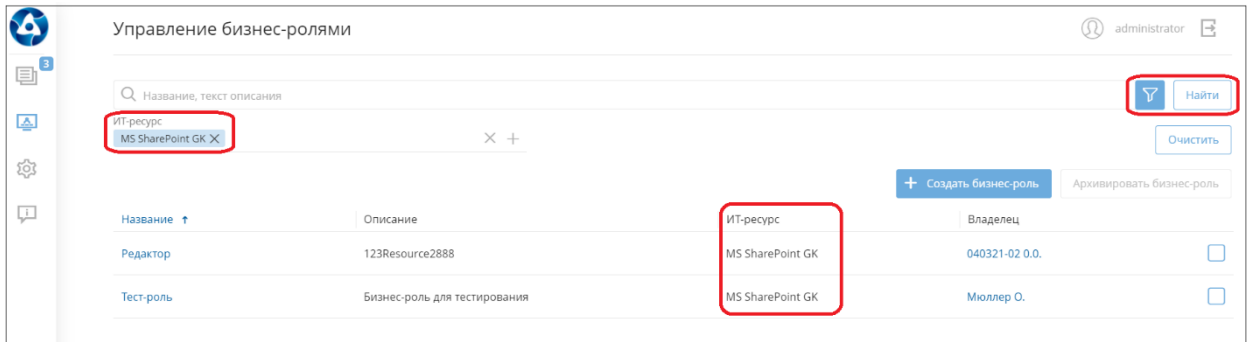 Управление бизнес-ролями
administrator
3
Название, текст описания
Найти
ИТ-ресурс
MS SharePoint GK
Очистить
+ Создать бизнес-роль
Архивировать бизнес-роль
Название ↑ Описание ИТ-ресурс Владелец
Редактор 123Resource2888 MS SharePoint GK 040321-02 0.0.
Тест-роль Бизнес-роль для тестирования MS SharePoint GK Мюллер О.